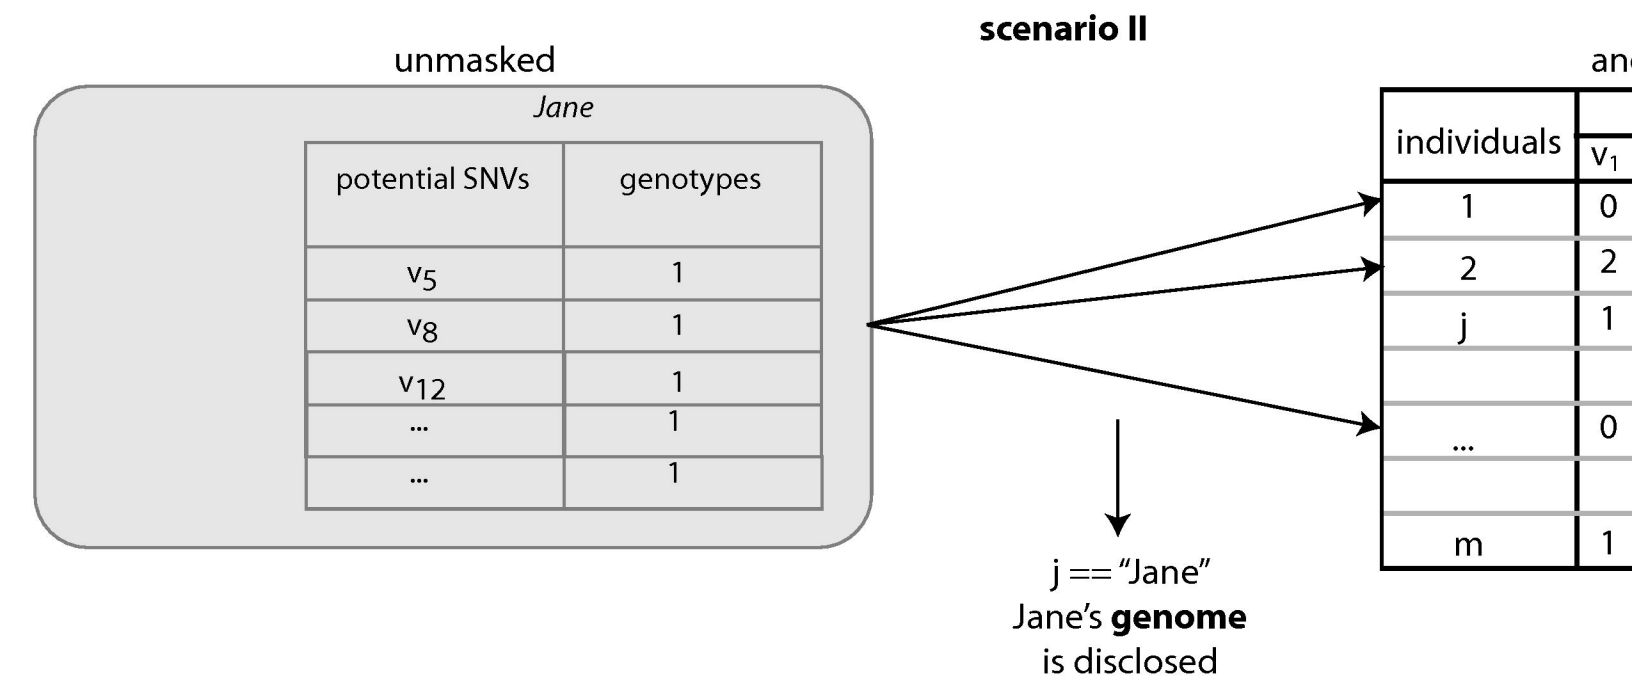 scenario II
unmasked
Jane
potential SNVs genotypes
v5 1
v8 1
v12 1
... 1
... 1
j == “Jane”
Jane’s genome
is disclosed
individuals v1
1 0
2 2
j 1
... 0
m 1